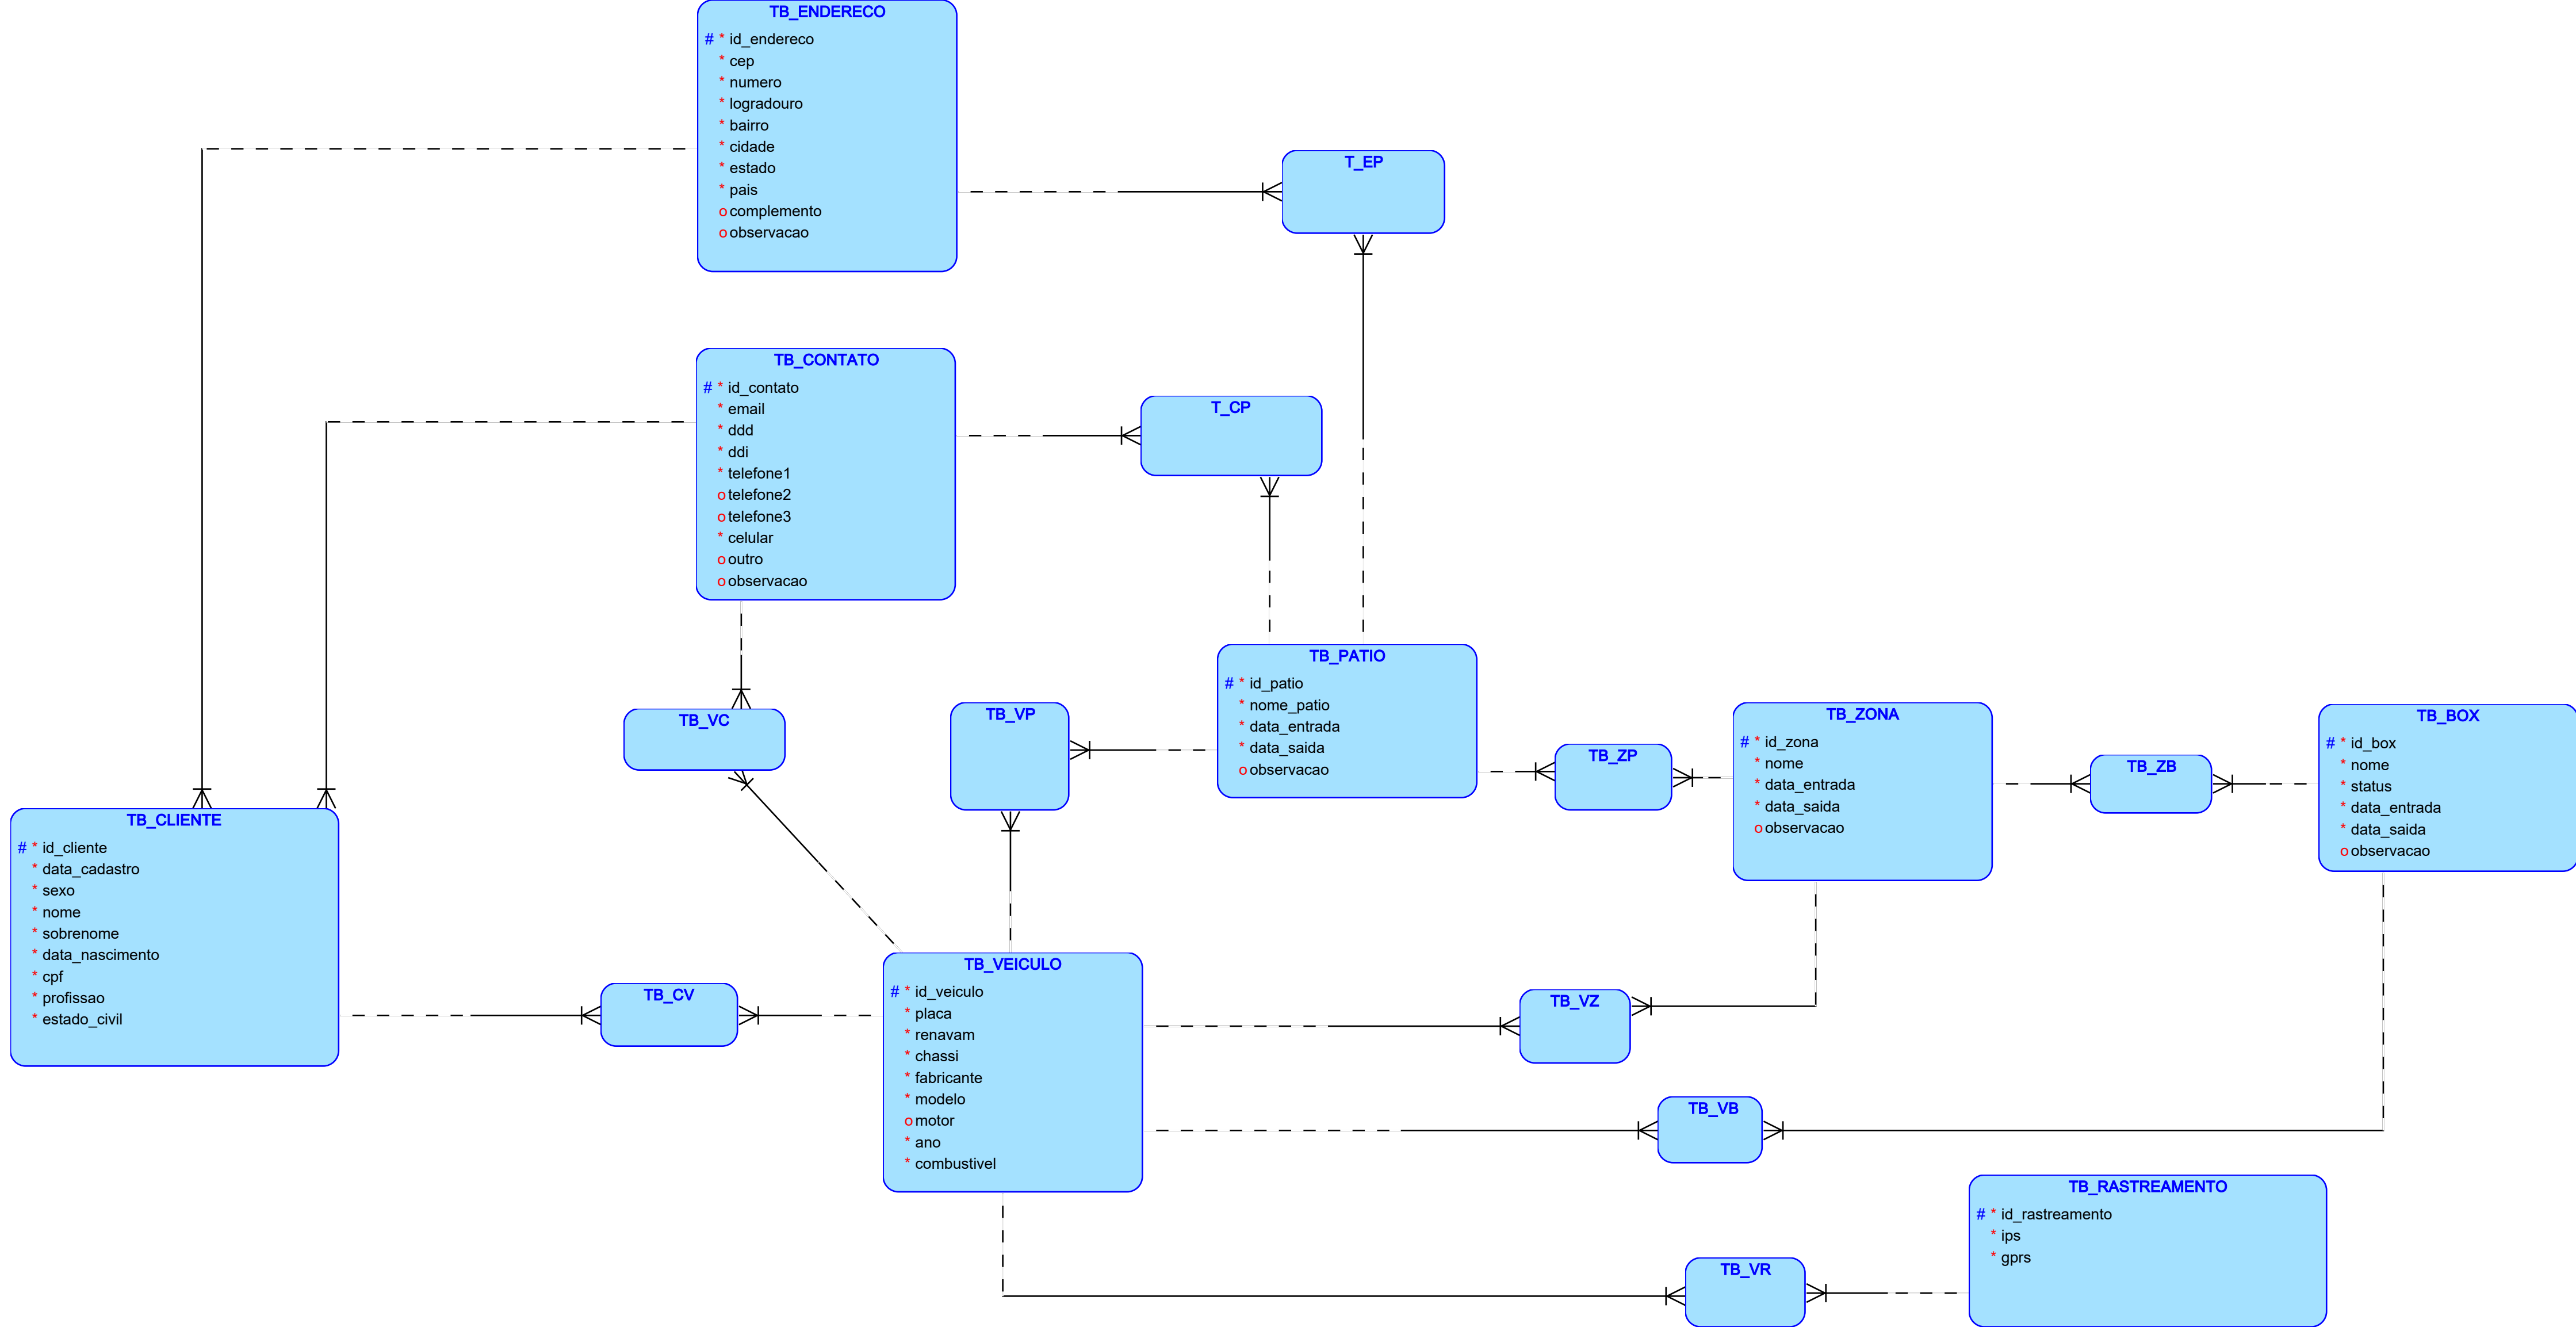 TB_ENDERECO
# * id_endereco
* cep
* numero
* logradouro
* bairro
* cidade
* estado
* pais
o complemento
o observacao
T_EP
TB_CONTATO
# * id_contato
* email
* ddd
* ddi
* telefone1
o telefone2
o telefone3
* celular
o outro
o observacao
T_CP
TB_PATIO
# * id_patio
* nome_patio
* data_entrada
* data_saida
o observacao
TB_VC
TB_VP
TB_ZP
TB_ZONA
# * id_zona
* nome
* data_entrada
* data_saida
o observacao
TB_ZB
TB_BOX
# * id_box
* nome
* status
* data_entrada
* data_saida
o observacao
TB_CLIENTE
# * id_cliente
* data_cadastro
* sexo
* nome
* sobrenome
* data_nascimento
* cpf
* profissao
* estado_civil
TB_CV
TB_VEICULO
# * id_veiculo
* placa
* renavam
* chassi
* fabricante
* modelo
o motor
* ano
* combustivel
TB_VZ
TB_VB
TB_RASTREAMENTO
# * id_rastreamento
* ips
* gprs
TB_VR